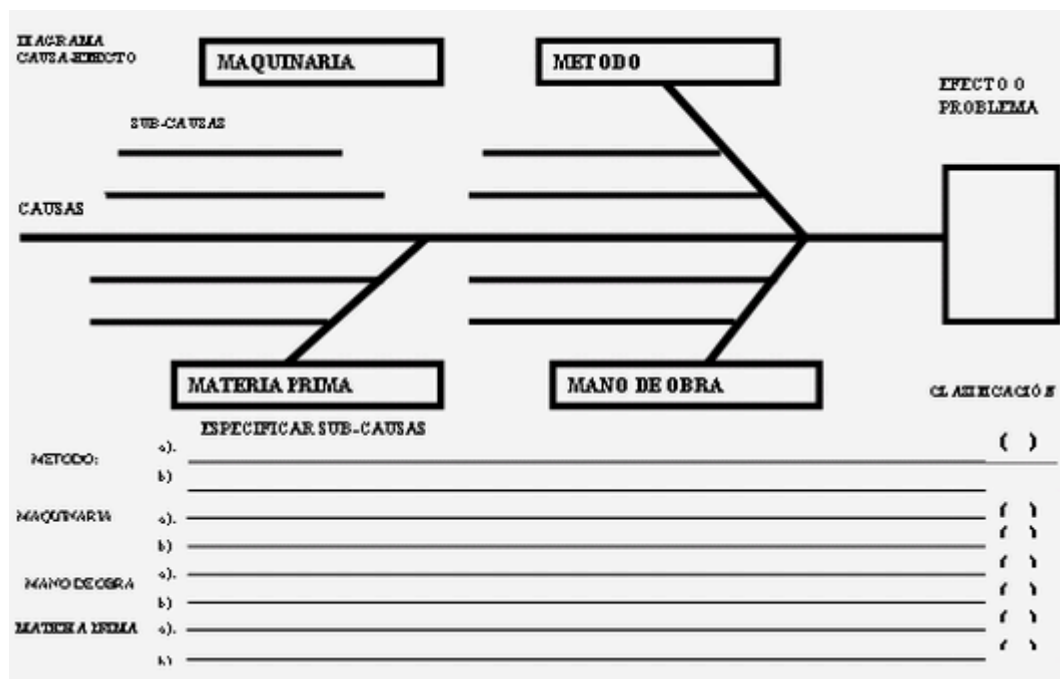 DIAGRAMA
CAUSA-EFECTO
MAQUINARIA
METODO
EFECTO O
PROBLEMA
SUB-CAUSAS
CAUSAS
MATERIA PRIMA
MANO DE OBRA
CLASIFICACIÓN
ESPECIFICAR SUB-CAUSAS
METODO: a). ( )
b)
MAQUINARIA a). ( )
b) ( )
a). ( )
MANO DE OBRA
b) ( )
MATERIA PRIMA a). ( )
b) ( )